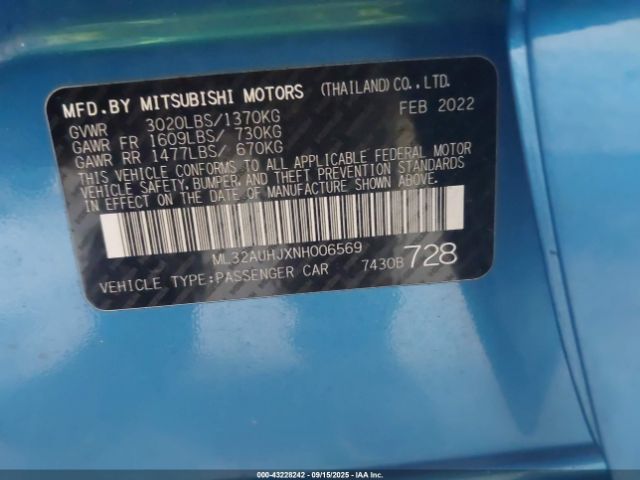 MFD.BY MITSUBISHI MOTORS (THAILAND)CO.,LTD.
GVWR 3020LBS/1370KG FEB 2022
GAWR FR 1609LBS/ 730KG
GAWR RR 1477LBS/ 670KG
THIS VEHICLE CONFORMS TO ALL APPLICABLE FEDERAL MOTOR
VEHICLE SAFETY, BUMPER, AND THEFT PREVENTION STANDARDS
IN EFFECT ON THE DATE OF MANUFACTURE SHOWN ABOVE.
ML32AUHJXNH006569
VEHICLE TYPE:PASSENGER CAR 7430B 728
000-43228242 - 09/15/2025 - IAA Inc.